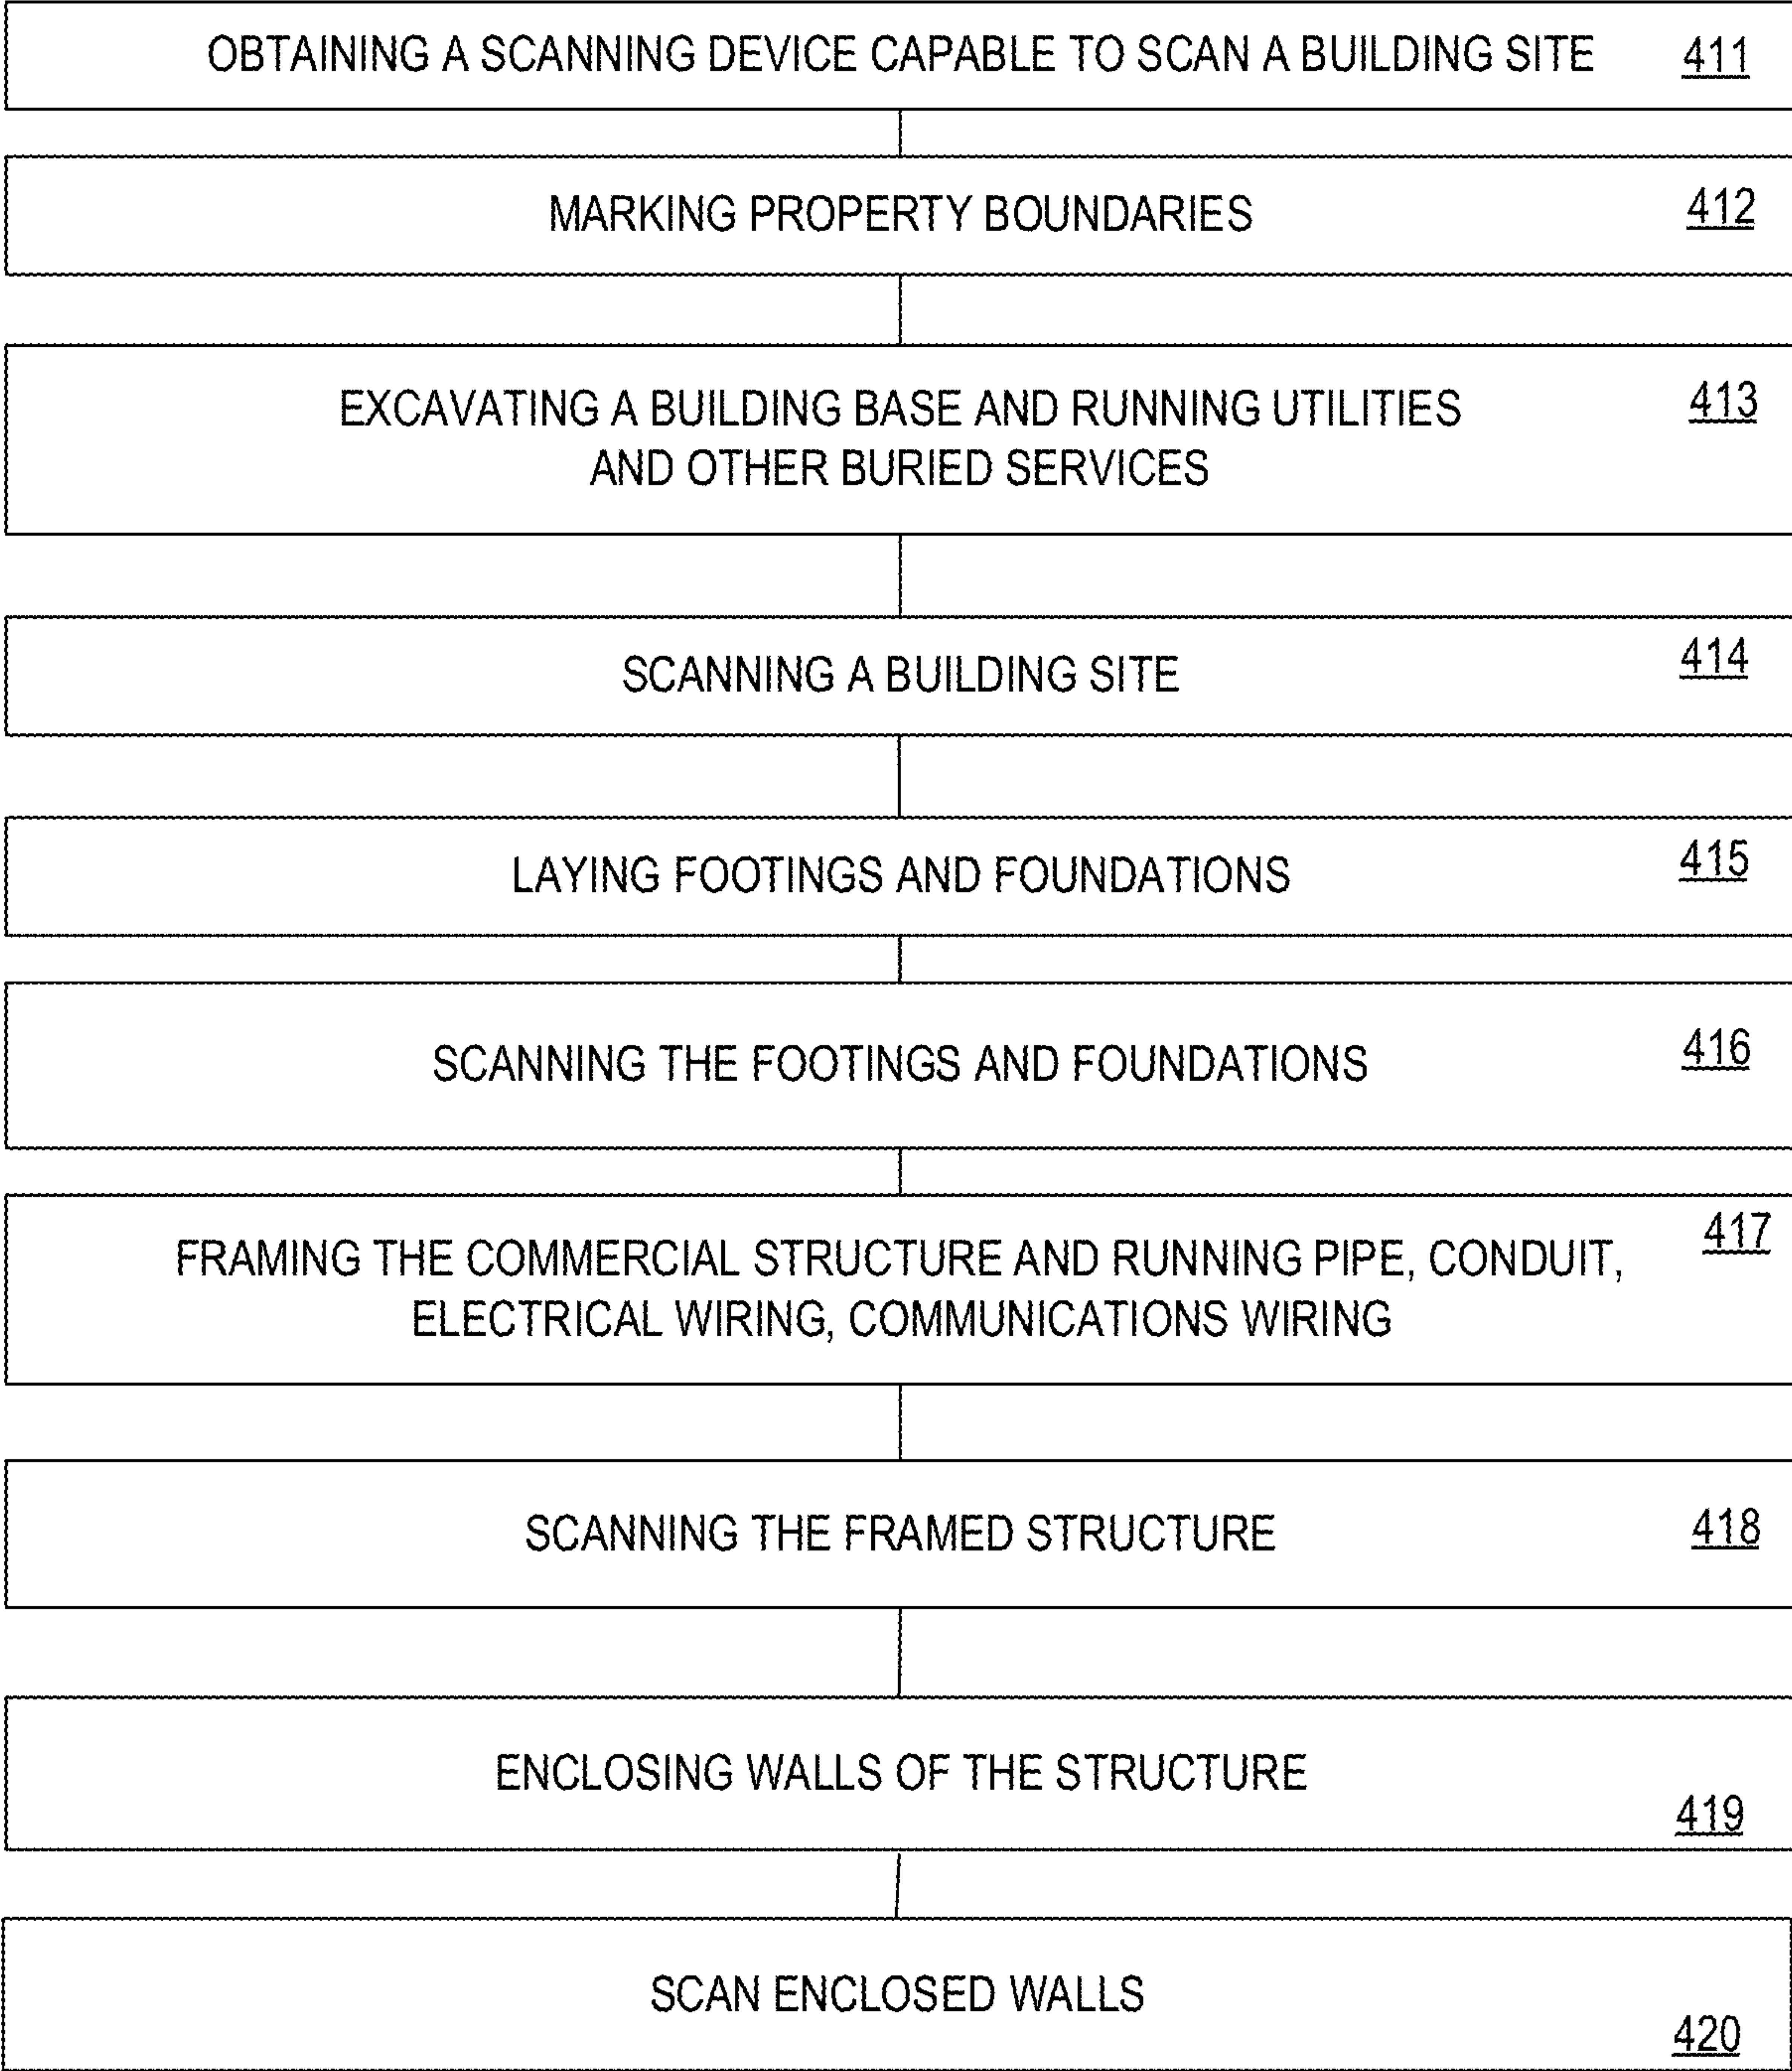 OBTAINING A SCANNING DEVICE CAPABLE TO SCAN A BUILDING SITE 411
MARKING PROPERTY BOUNDARIES 412
EXCAVATING A BUILDING BASE AND RUNNING UTILITIES 413
AND OTHER BURIED SERVICES
SCANNING A BUILDING SITE 414
LAYING FOOTINGS AND FOUNDATIONS 415
SCANNING THE FOOTINGS AND FOUNDATIONS 416
FRAMING THE COMMERCIAL STRUCTURE AND RUNNING PIPE, CONDUIT, 417
ELECTRICAL WIRING, COMMUNICATIONS WIRING
SCANNING THE FRAMED STRUCTURE 418
ENCLOSING WALLS OF THE STRUCTURE
419
SCAN ENCLOSED WALLS
420